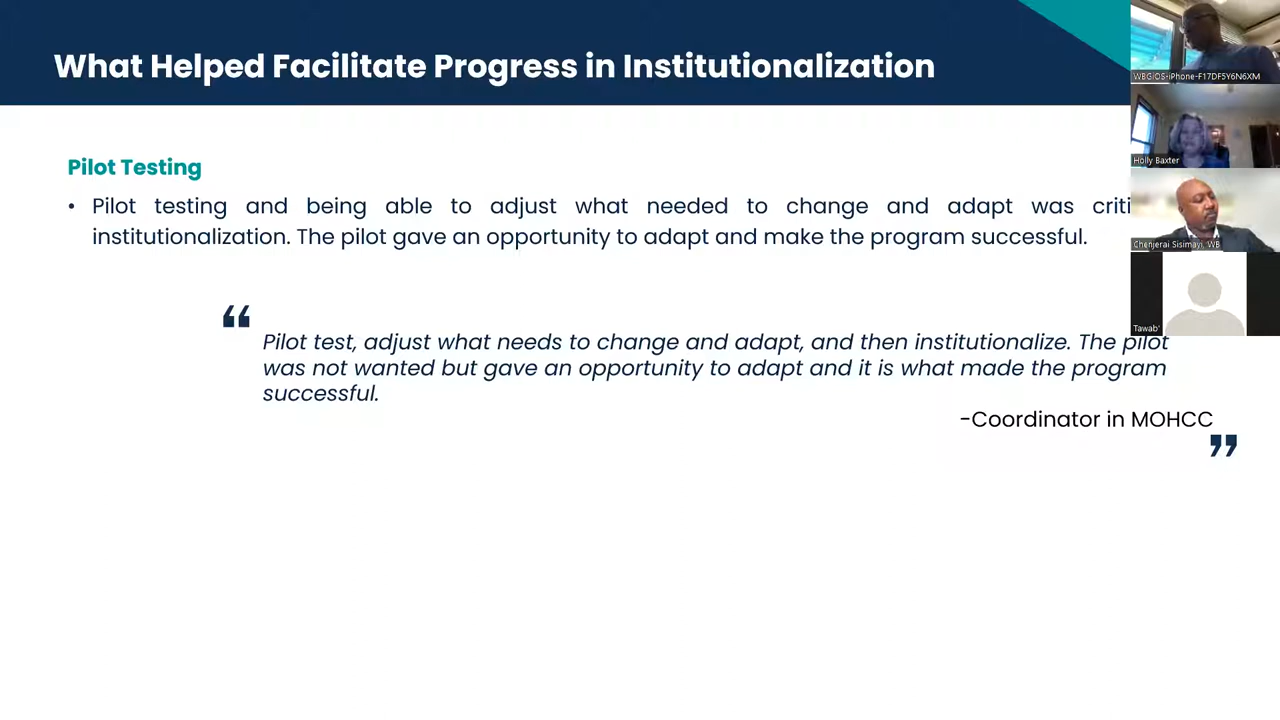 What Helped Facilitate Progress in Institutionalization
Pilot Testing
• Pilot testing and being able to adjust what needed to change and adapt was criti
institutionalization. The pilot gave an opportunity to adapt and make the program successful.
“
Pilot test, adjust what needs to change and adapt, and then institutionalize. The pilot
was not wanted but gave an opportunity to adapt and it is what made the program
successful.
-Coordinator in MOHCC
”
WBGiOS-iPhone-F17DF5Y6N6XM
Holly Baxter
Chenjerai Sisimayi, WB
Tawab'